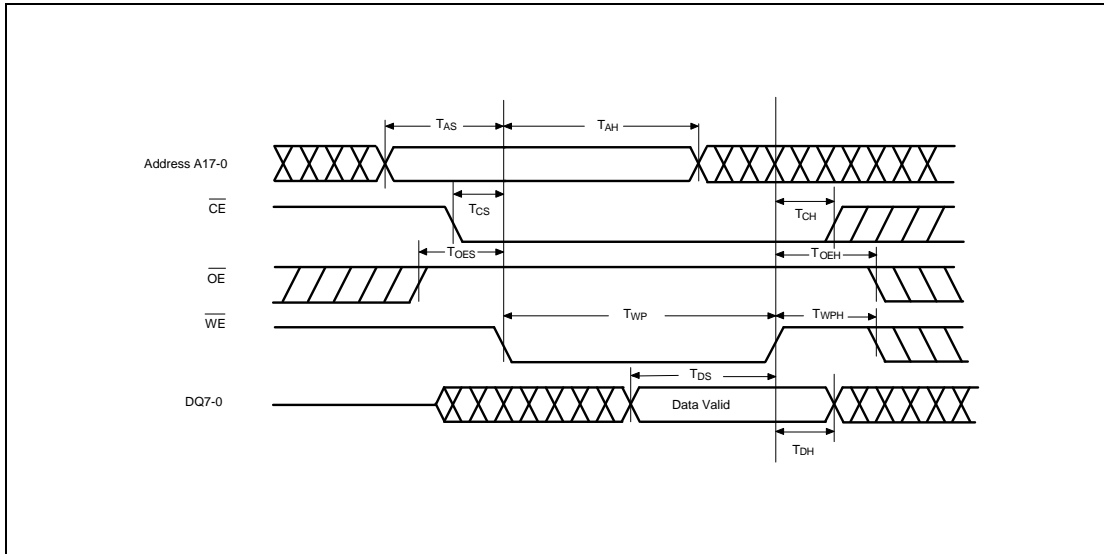 TAS
TAH
Address A17-0
TCS
TCH
CE
TOES
TOEH
OE
TWP
TWPH
WE
TDS
DQ7-0
Data Valid
TDH